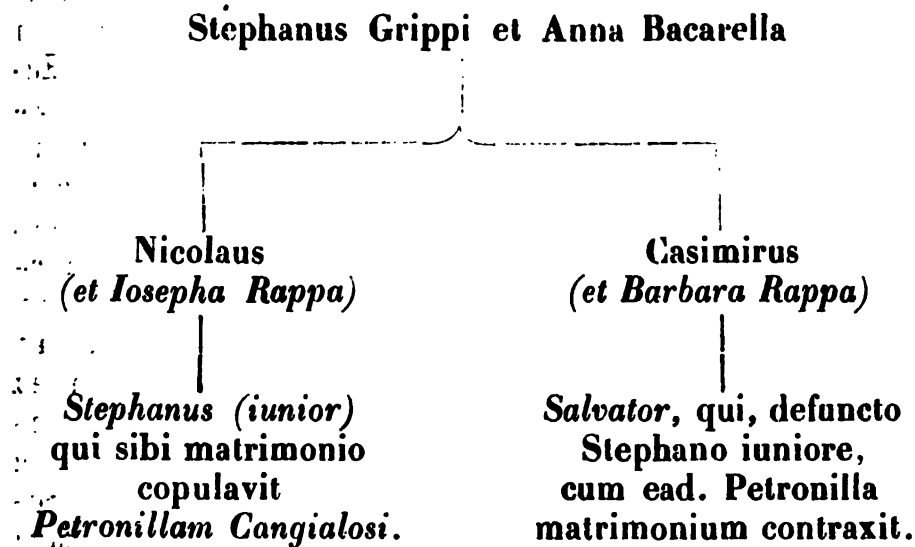 Stephanus Grippi et Anna Bacarella
Nicolaus
(et Iosepha Rappa)
Casimirus
(et Barbara Rappa)
Stephanus (iunior)
qui sibi matrimonio
copulavit
Petronillam Cangialosi.
Salvator, qui, defuncto
Stephano iuniore,
cum ead. Petronilla
matrimonium contraxit.